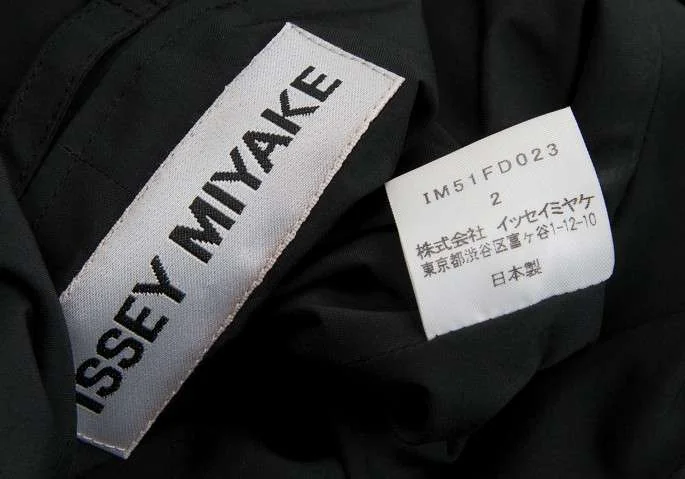 ISSEY MIYAKE
IM51FD023
2
株式会社 イッセイミヤケ
東京都渋谷区富ヶ谷1-12-10
日本製